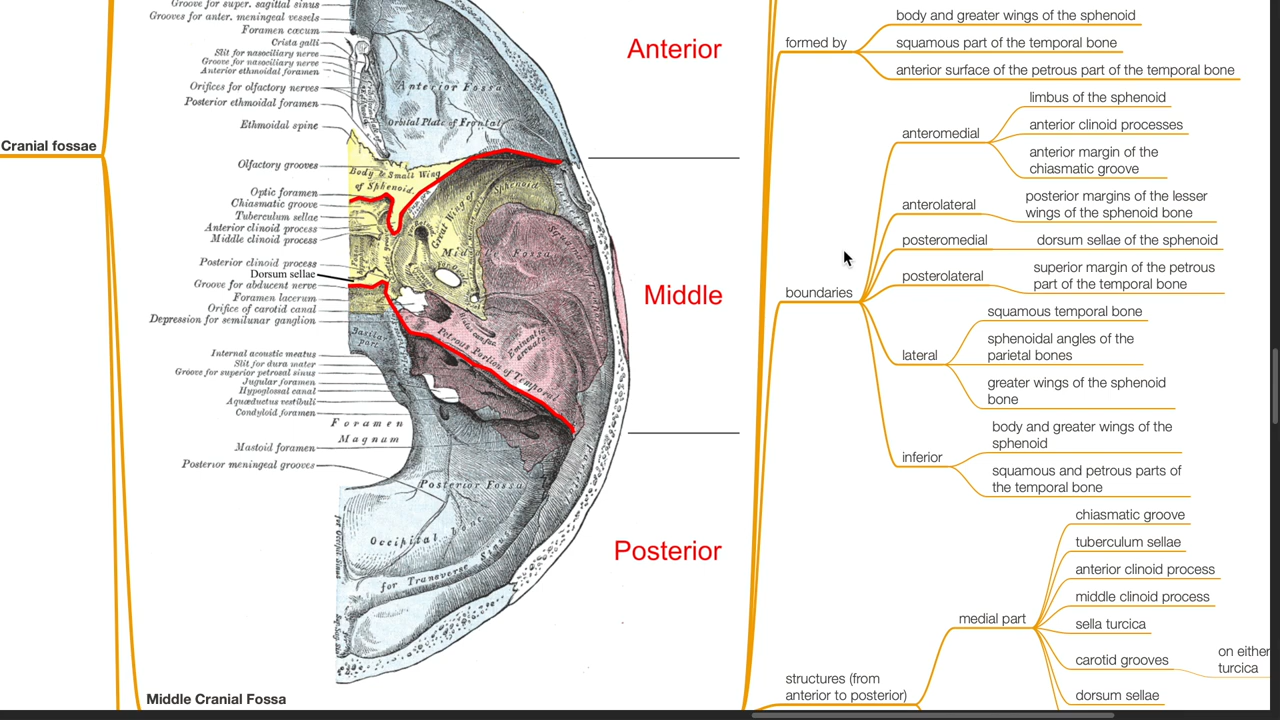 Cranial fossae
Groove for super. sagittal sinus
Grooves for anter. meningeal vessels
Foramen cæcum
Crista galli
Slit for nasociliary nerve
Groove for nasociliary nerve
Anterior ethmoidal foramen
Orifices for olfactory nerves
Posterior ethmoidal foramen
Ethmoidal spine
Olfactory grooves
Optic foramen
Chiasmatic groove
Tuberculum sellae
Anterior clinoid process
Middle clinoid process
Posterior clinoid process
Dorsum sellae
Groove for abducent nerve
Foramen lacerum
Orifice of carotid canal
Depression for semilunar ganglion
Internal acoustic meatus
Slit for dura mater
Groove for superior petrosal sinus
Jugular foramen
Hypoglossal canal
Aquæductus vestibuli
Condyloid foramen
Foramen
Magnum
Mastoid foramen
Posterior meningeal grooves
Anterior Fossa
Orbital Plate of Frontal
Body & Small Wing
of Sphenoid.
Sphenoid
Great Wing of
Mid
Fossa
Petrous Portion of Temporal
Posterior Fossa
Occipital bone
for Transverse Sinus
Anterior
Middle
Posterior
Middle Cranial Fossa
formed by
body and greater wings of the sphenoid
squamous part of the temporal bone
anterior surface of the petrous part of the temporal bone
boundaries
anteromedial
limbus of the sphenoid
anterior clinoid processes
anterior margin of the
chiasmatic groove
anterolateral
posterior margins of the lesser
wings of the sphenoid bone
posteromedial
dorsum sellae of the sphenoid
posterolateral
superior margin of the petrous
part of the temporal bone
lateral
squamous temporal bone
sphenoidal angles of the
parietal bones
greater wings of the sphenoid
bone
inferior
body and greater wings of the
sphenoid
squamous and petrous parts of
the temporal bone
structures (from
anterior to posterior)
medial part
chiasmatic groove
tuberculum sellae
anterior clinoid process
middle clinoid process
sella turcica
carotid grooves
on either
turcica
dorsum sellae